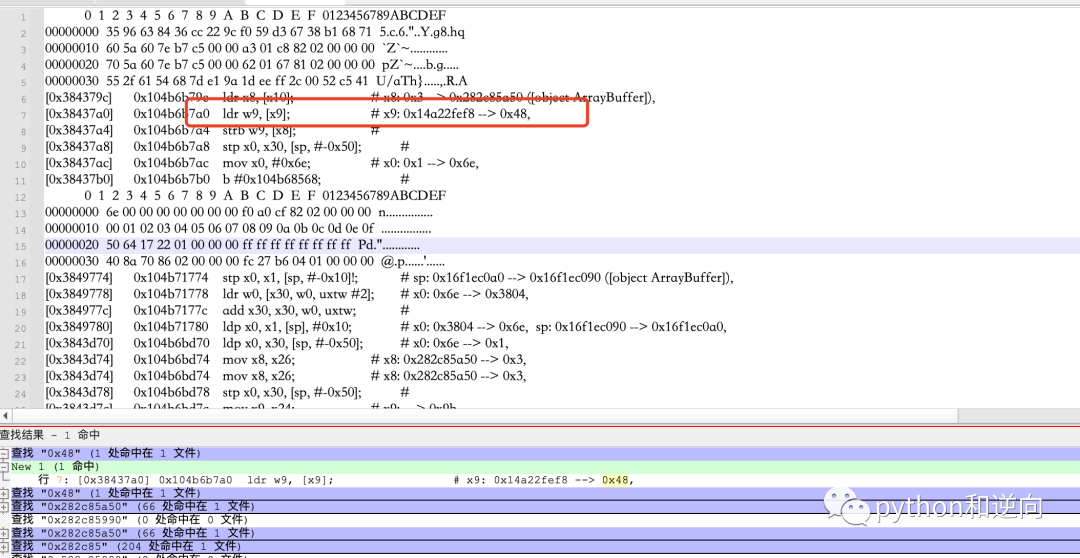 1 0 1 2 3 4 5 6 7 8 9 A B C D E F 0123456789ABCDEF
2 00000000 35 96 63 84 36 cc 22 9c f0 59 d3 67 38 b1 68 71 5.c.6."..Y.g8.hq
3 00000010 60 5a 60 7e b7 c5 00 00 a3 01 c8 82 02 00 00 00 `Z`~............
4 00000020 70 5a 60 7e b7 c5 00 00 62 01 67 81 02 00 00 00 pZ`~....b.g.....
5 00000030 55 2f 61 54 68 7d e1 9a 1d ee ff 2c 00 52 c5 41 U/aTh}.....,.R.A
6 [0x384379c] 0x104b6b79c ldr x8, [x10]; # x8: 0x3 --> 0x282c85a50 ([object ArrayBuffer]),
7 [0x38437a0] 0x104b6b7a0 ldr w9, [x9]; # x9: 0x14a22fef8 --> 0x48,
8 [0x38437a4] 0x104b6b7a4 strb w9, [x8]; #
9 [0x38437a8] 0x104b6b7a8 stp x0, x30, [sp, #-0x50]; #
10 [0x38437ac] 0x104b6b7ac mov x0, #0x6e; # x0: 0x1 --> 0x6e,
11 [0x38437b0] 0x104b6b7b0 b #0x104b68568; #
12 0 1 2 3 4 5 6 7 8 9 A B C D E F 0123456789ABCDEF
13 00000000 6e 00 00 00 00 00 00 00 f0 a0 cf 82 02 00 00 00 n...............
14 00000010 00 01 02 03 04 05 06 07 08 09 0a 0b 0c 0d 0e 0f ................
15 00000020 50 64 17 22 01 00 00 00 ff ff ff ff ff ff ff ff Pd."............
16 00000030 40 8a 70 86 02 00 00 00 fc 27 b6 04 01 00 00 00 @.p......'......
17 [0x3849774] 0x104b71774 stp x0, x1, [sp, #-0x10]!; # sp: 0x16f1ec0a0 --> 0x16f1ec090 ([object ArrayBuffer]),
18 [0x3849778] 0x104b71778 ldr w0, [x30, w0, uxtw #2]; # x0: 0x6e --> 0x3804,
19 [0x384977c] 0x104b7177c add x30, x30, w0, uxtw; #
20 [0x3849780] 0x104b71780 ldp x0, x1, [sp], #0x10; # x0: 0x3804 --> 0x6e, sp: 0x16f1ec090 --> 0x16f1ec0a0,
21 [0x3843d70] 0x104b6bd70 ldp x0, x30, [sp, #-0x50]; # x0: 0x6e --> 0x1,
22 [0x3843d74] 0x104b6bd74 mov x8, x26; # x8: 0x282c85a50 --> 0x3,
23 [0x3843d74] 0x104b6bd74 mov x8, x26; # x8: 0x282c85a50 --> 0x3,
24 [0x3843d78] 0x104b6bd78 stp x0, x30, [sp, #-0x50]; #
[0x3843d7c] 0x104b6bd7c mov x9, x24;
查找结果 - 1 命中
查找 "0x48" (1 处命中在 1 文件)
New 1 (1 命中)
行 7: [0x38437a0] 0x104b6b7a0 ldr w9, [x9]; # x9: 0x14a22fef8 --> 0x48,
查找 "0x48" (1 处命中在 1 文件)
查找 "0x282c85a50" (66 处命中在 1 文件)
查找 "0x282c85990" (0 处命中在 0 文件)
查找 "0x282c85a50" (66 处命中在 1 文件)
查找 "0x282c85" (204 处命中在 1 文件)
python和逆向